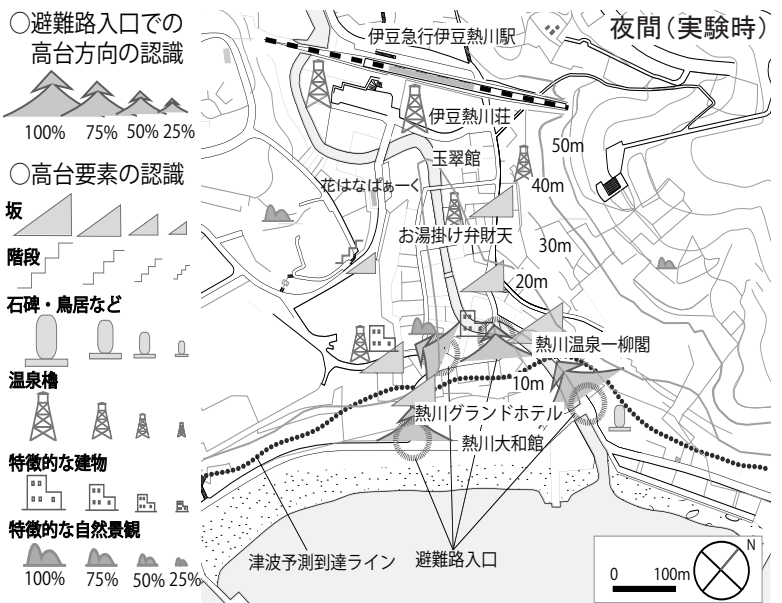 ○避難路入口での
高台方向の認識
100% 75% 50% 25%
○高台要素の認識
坂
階段
石碑・鳥居など
温泉櫓
特徴的な建物
特徴的な自然景観
100% 75% 50% 25%
夜間(実験時)
伊豆急行伊豆熱川駅
伊豆熱川荘
玉翠館
花はなぱぁーく
お湯掛け弁財天
50m
40m
30m
20m
熱川温泉一柳閣
10m
熱川グランドホテル
熱川大和館
津波予測到達ライン
避難路入口
N
0 100m